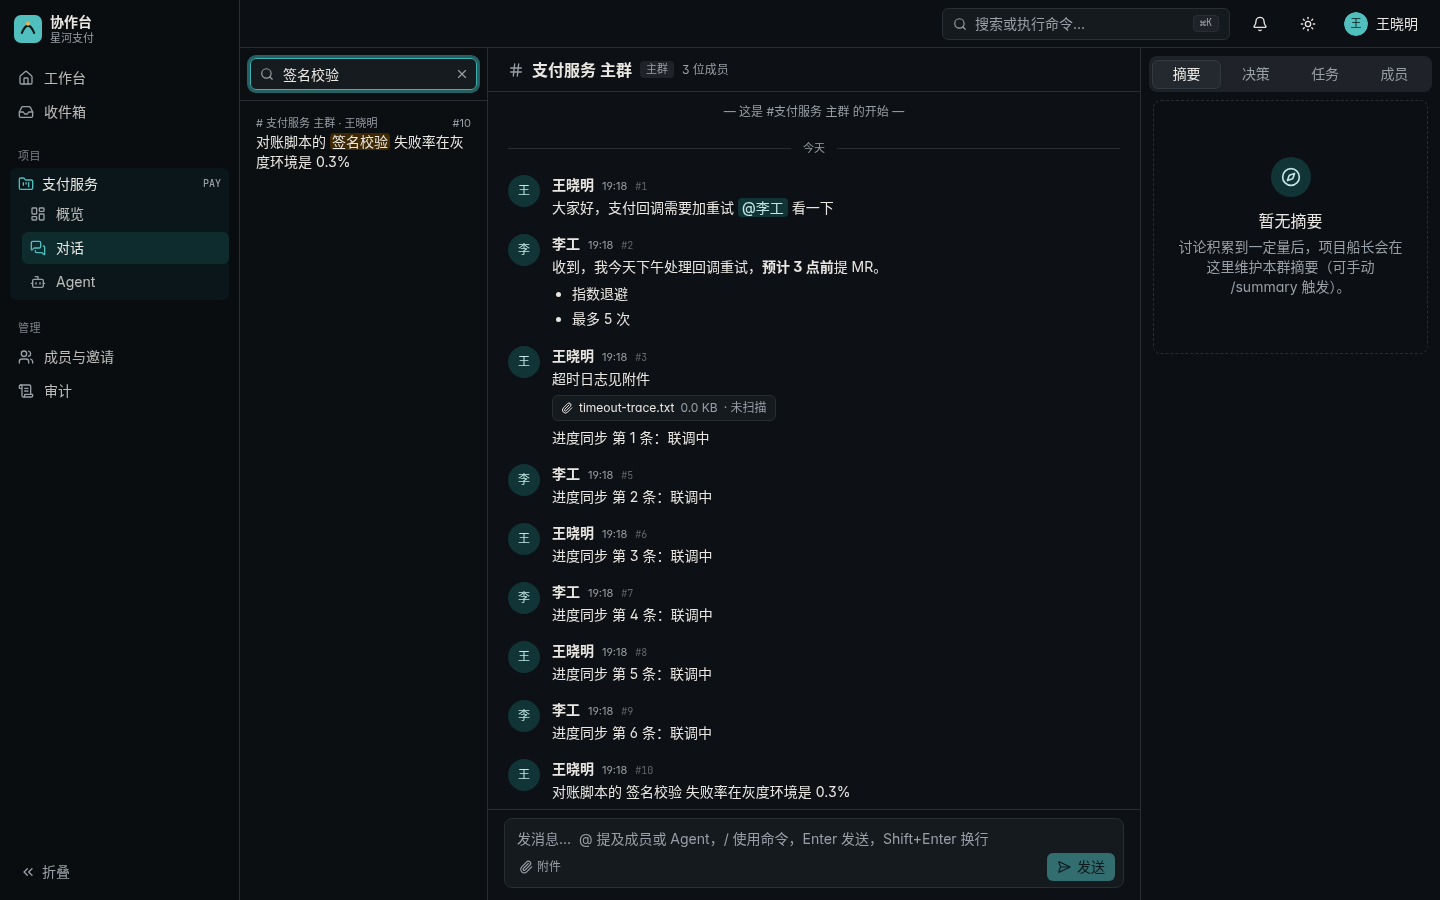 协作台
星河支付
工作台
收件箱
项目
支付服务 PAY
概览
对话
Agent
管理
成员与邀请
审计
折叠
搜索或执行命令... ⌘K
王 王晓明
签名校验
# 支付服务 主群 · 王晓明 #10
对账脚本的 签名校验 失败率在灰
度环境是 0.3%
支付服务 主群 主群 3 位成员
— 这是 #支付服务 主群 的开始 —
今天
王 王晓明 19:18 #1
大家好，支付回调需要加重试 @李工 看一下
李 李工 19:18 #2
收到，我今天下午处理回调重试，预计 3 点前提 MR。
• 指数退避
• 最多 5 次
王 王晓明 19:18 #3
超时日志见附件
timeout-trace.txt 0.0 KB · 未扫描
进度同步 第 1 条：联调中
李 李工 19:18 #5
进度同步 第 2 条：联调中
王 王晓明 19:18 #6
进度同步 第 3 条：联调中
李 李工 19:18 #7
进度同步 第 4 条：联调中
王 王晓明 19:18 #8
进度同步 第 5 条：联调中
李 李工 19:18 #9
进度同步 第 6 条：联调中
王 王晓明 19:18 #10
对账脚本的 签名校验 失败率在灰度环境是 0.3%
发消息... @ 提及成员或 Agent，/ 使用命令，Enter 发送，Shift+Enter 换行
附件
发送
摘要 决策 任务 成员
暂无摘要
讨论积累到一定量后，项目船长会在
这里维护本群摘要（可手动
/summary 触发）。